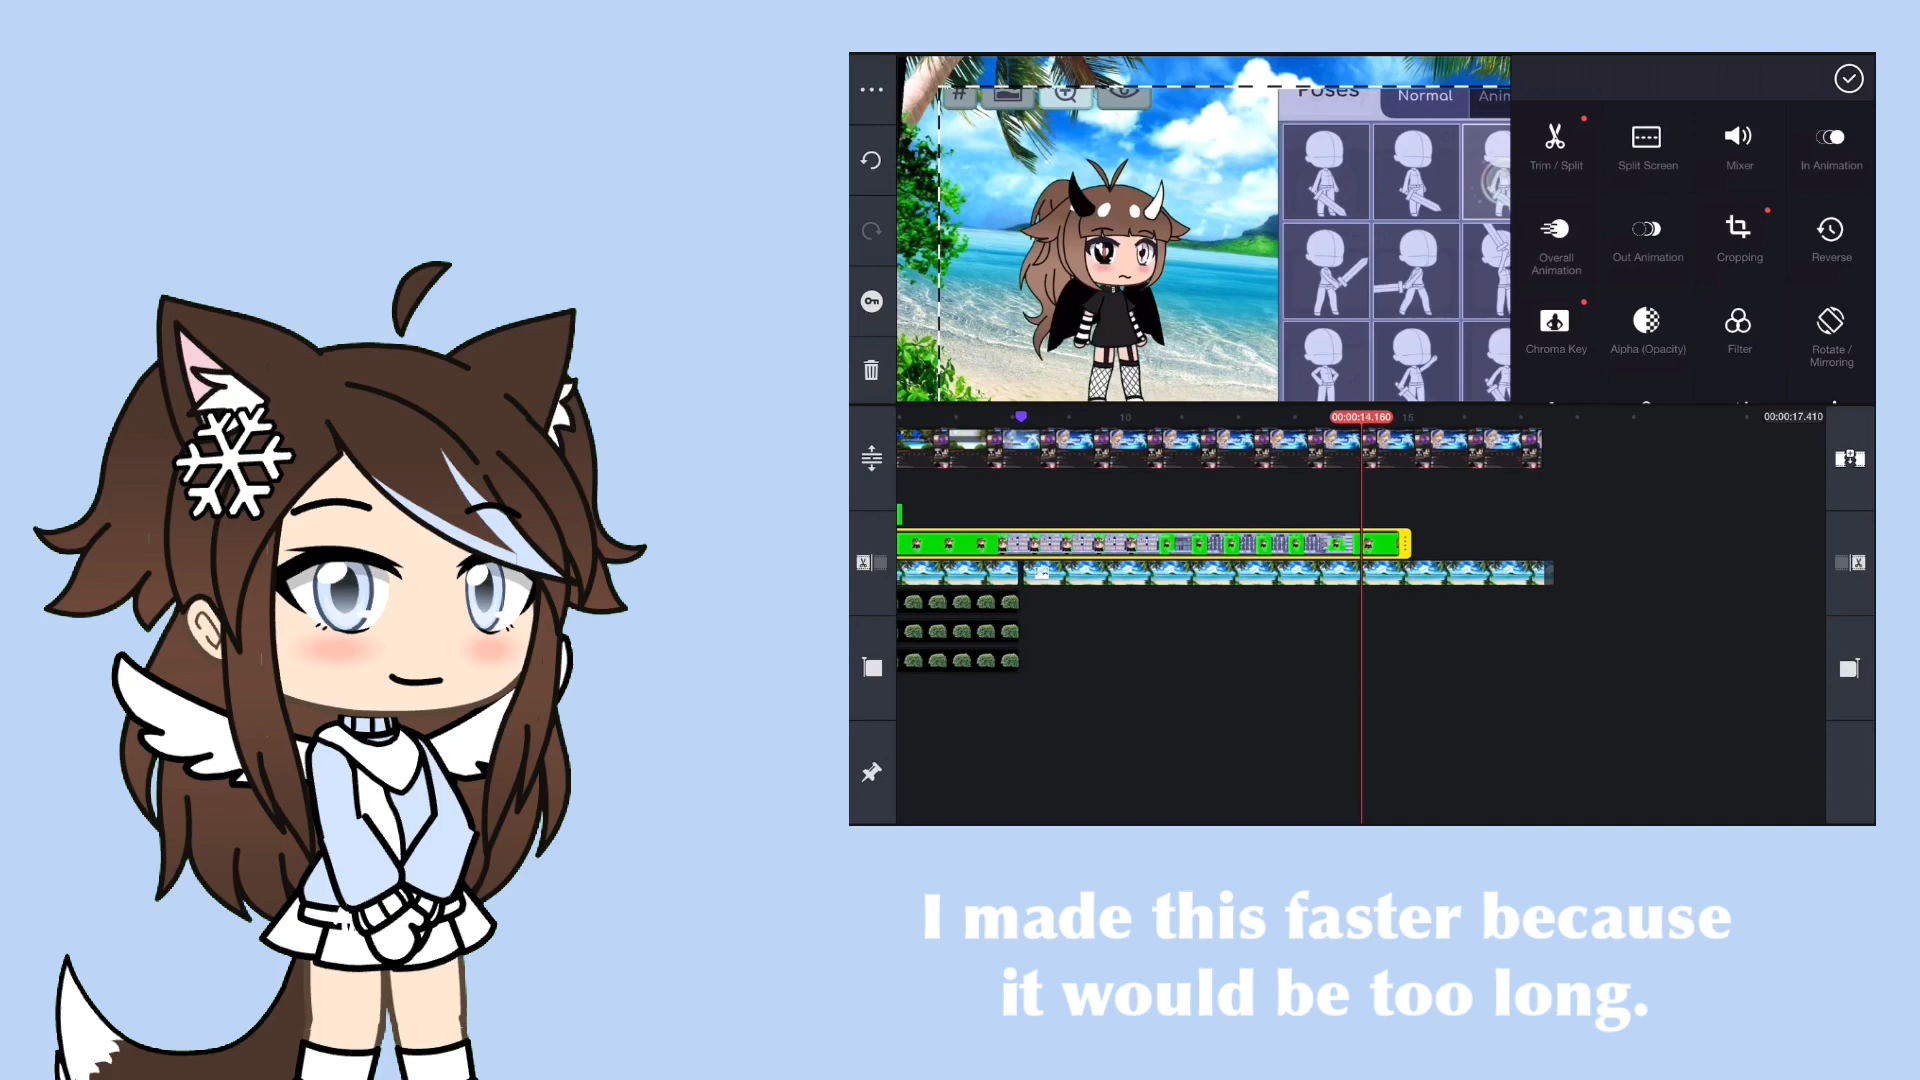 Poses
Normal
Anim
Trim / Split
Split Screen
Mixer
In Animation
Overall
Animation
Out Animation
Cropping
Reverse
Chroma Key
Alpha (Opacity)
Filter
Rotate /
Mirroring
10
00:00:14.160
15
00:00:17.410
I made this faster because
it would be too long.